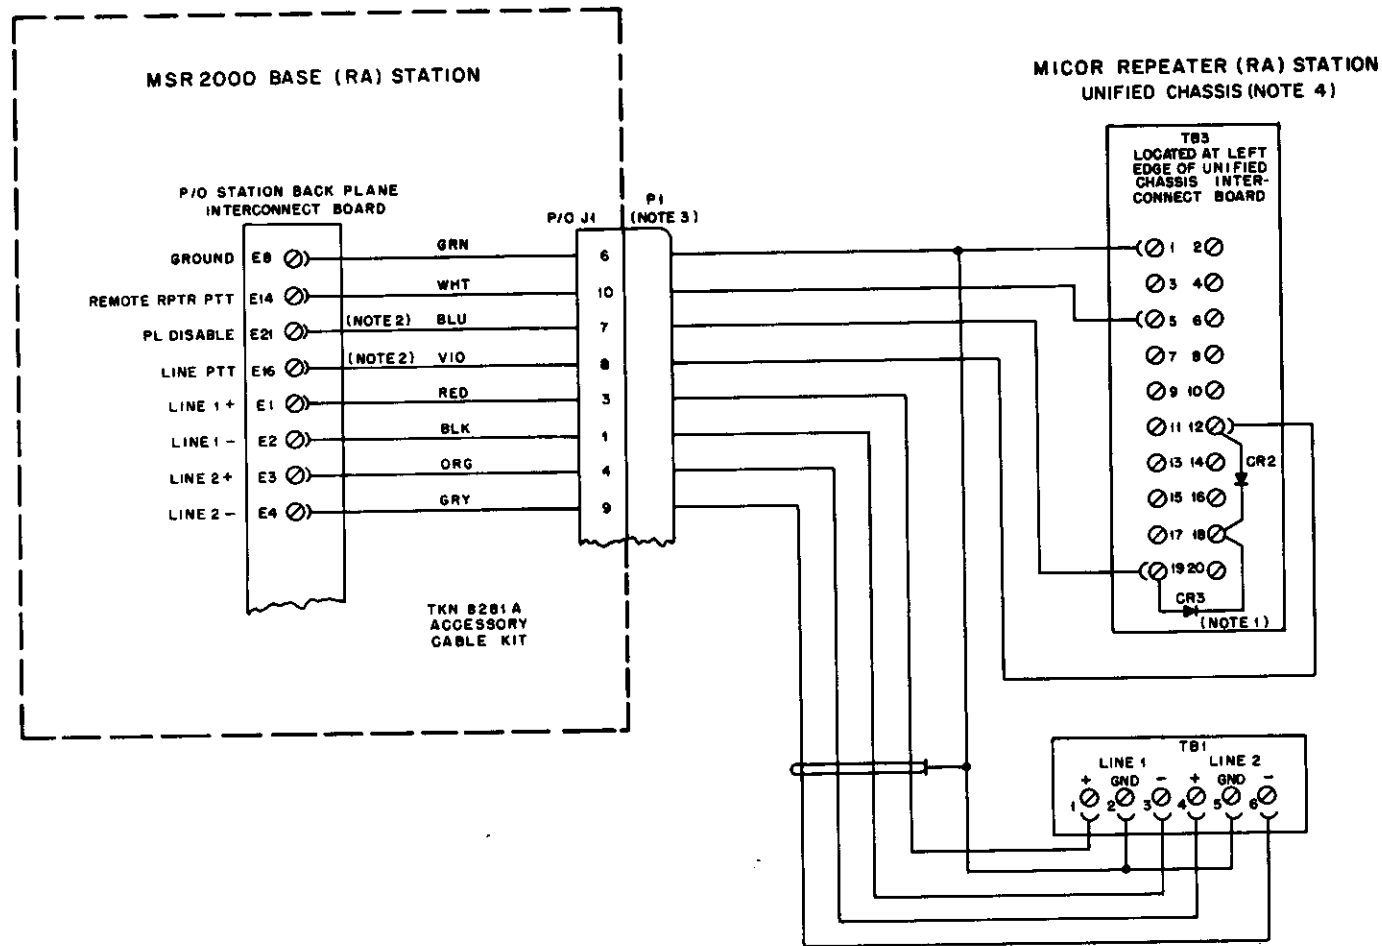 MSR2000 BASE (RA) STATION
MICOR REPEATER (RA) STATION
UNIFIED CHASSIS (NOTE 4)
TB3
LOCATED AT LEFT
EDGE OF UNIFIED
CHASSIS INTER-
CONNECT BOARD
P/O STATION BACK PLANE
INTERCONNECT BOARD
P/O J1
P1
(NOTE 3)
GROUND E8 GRN 6
REMOTE RPTR PTT E14 WHT 10
PL DISABLE E21 (NOTE 2) BLU 7
LINE PTT E16 (NOTE 2) VIO 8
LINE 1 + E1 RED 3
LINE 1 - E2 BLK 1
LINE 2+ E3 ORG 4
LINE 2 - E4 GRY 9
1 2
3 4
5 6
7 8
9 10
11 12
13 14
CR2
15 16
17 18
19 20
CR3
(NOTE 1)
TKN 8281A
ACCESSORY
CABLE KIT
TB1
LINE 1 LINE 2
+ GND - + GND -
1 2 3 4 5 6